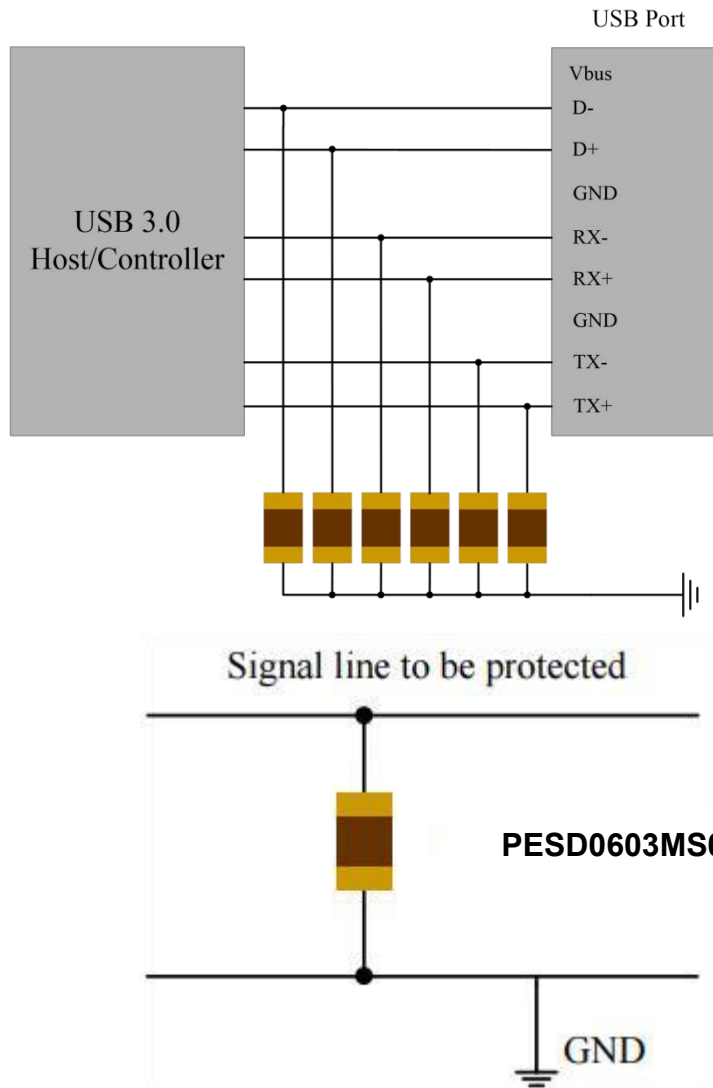 USB Port
Vbus
D-
D+
GND
USB 3.0
Host/Controller
RX-
RX+
GND
TX-
TX+
Signal line to be protected
GND